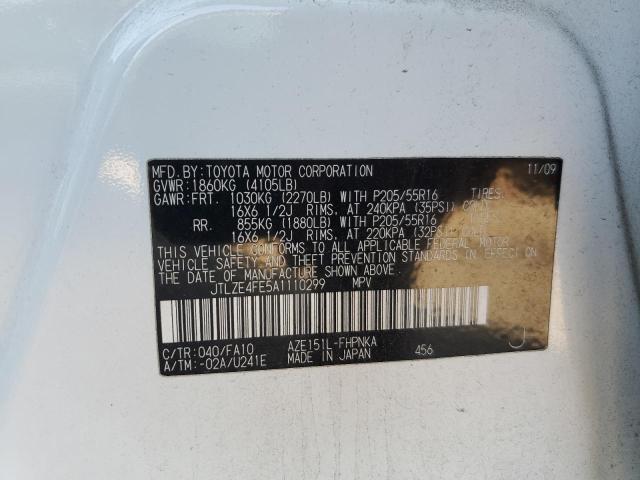 MFD.BY:TOYOTA MOTOR CORPORATION 11/09
GVWR:1860KG (4105LB)
GAWR:FRT. 1030KG (2270LB) WITH P205/55R16 TIRES,
16X6 1/2J RIMS, AT 240KPA (35PSI) COLD
RR. 855KG (1880LB) WITH P205/55R16 TIRES,
16X6 1/2J RIMS, AT 220KPA (32PSI) COLD
THIS VEHICLE CONFORMS TO ALL APPLICABLE FEDERAL MOTOR
VEHICLE SAFETY AND THEFT PREVENTION STANDARDS IN EFFECT ON
THE DATE OF MANUFACTURE SHOWN ABOVE.
JTLZE4FE5A1110299 MPV
C/TR:040/FA10 AZE151L-FHPNKA
A/TM:-02A/U241E MADE IN JAPAN 456 J